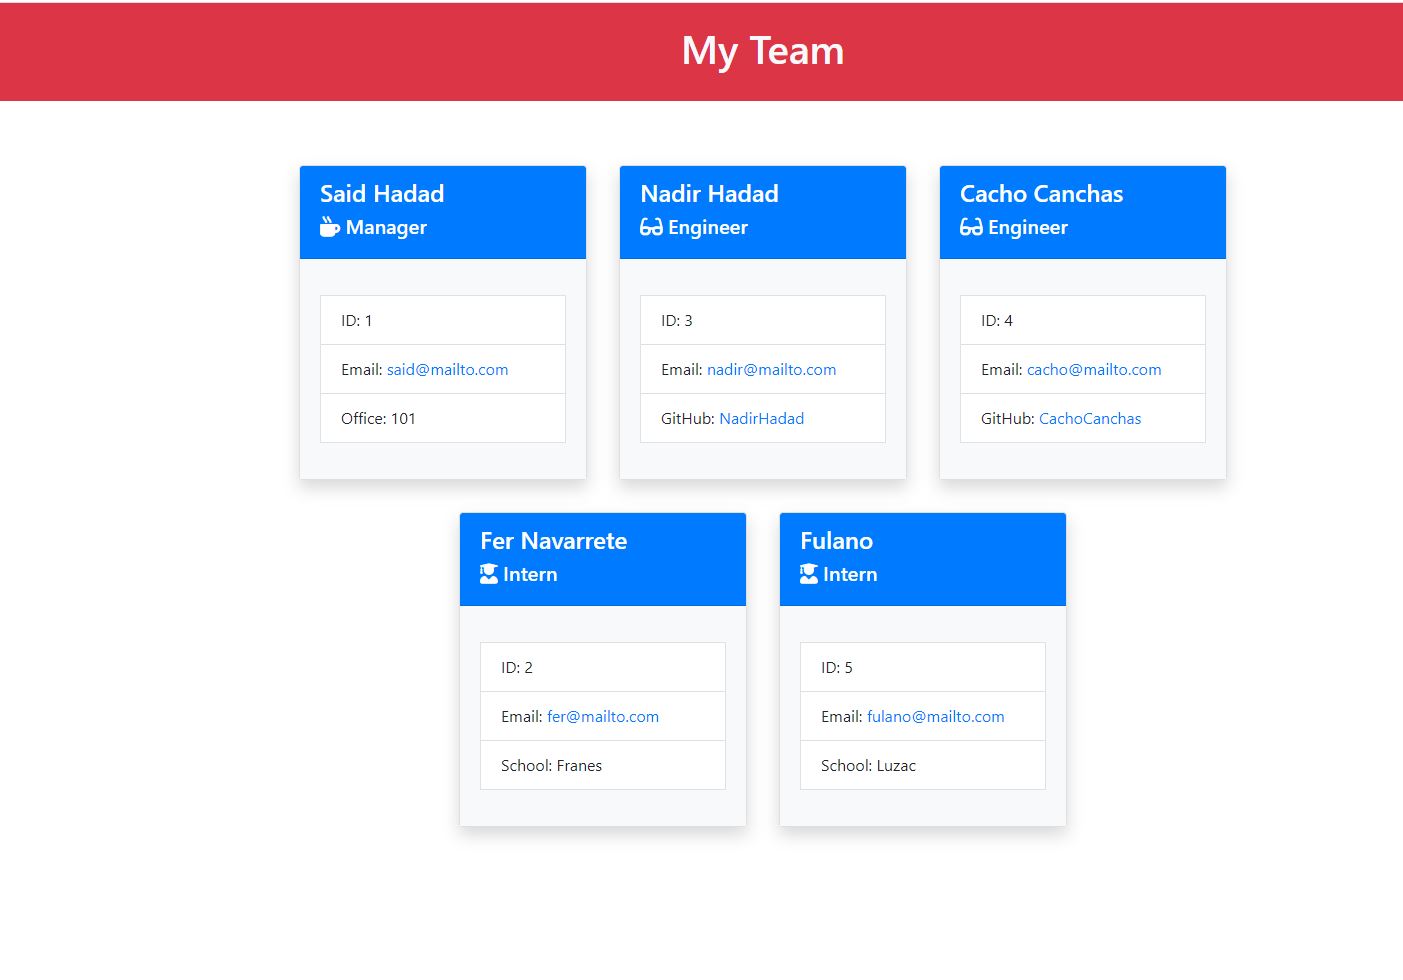 My Team
Said Hadad
Manager
ID: 1
Email: said@mailto.com
Office: 101
Nadir Hadad
Engineer
ID: 3
Email: nadir@mailto.com
GitHub: NadirHadad
Cacho Canchas
Engineer
ID: 4
Email: cacho@mailto.com
GitHub: CachoCanchas
Fer Navarrete
Intern
ID: 2
Email: fer@mailto.com
School: Franes
Fulano
Intern
ID: 5
Email: fulano@mailto.com
School: Luzac